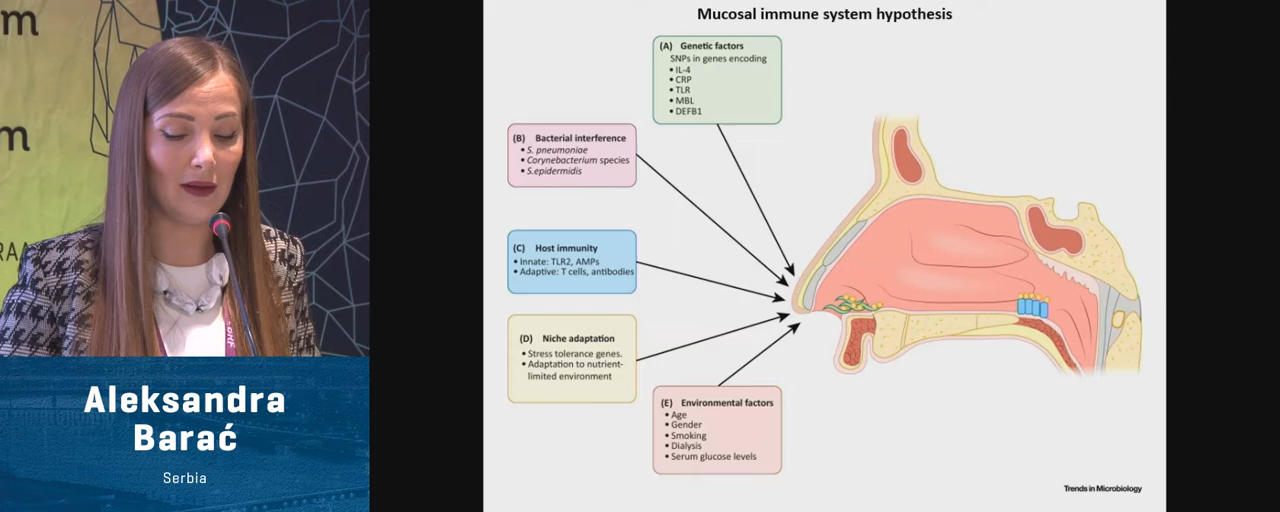 m
m
RAA
Aleksandra
Barać
Serbia
Mucosal immune system hypothesis
(A) Genetic factors
SNPs in genes encoding
• IL-4
• CRP
• TLR
• MBL
• DEFB1
(B) Bacterial interference
• S. pneumoniae
• Corynebacterium species
• S.epidermidis
(C) Host immunity
• Innate: TLR2, AMPs
• Adaptive: T cells, antibodies
(D) Niche adaptation
• Stress tolerance genes.
• Adaptation to nutrient-
limited environment
(E) Environmental factors
• Age
• Gender
• Smoking
• Dialysis
• Serum glucose levels
Trends in Microbiology